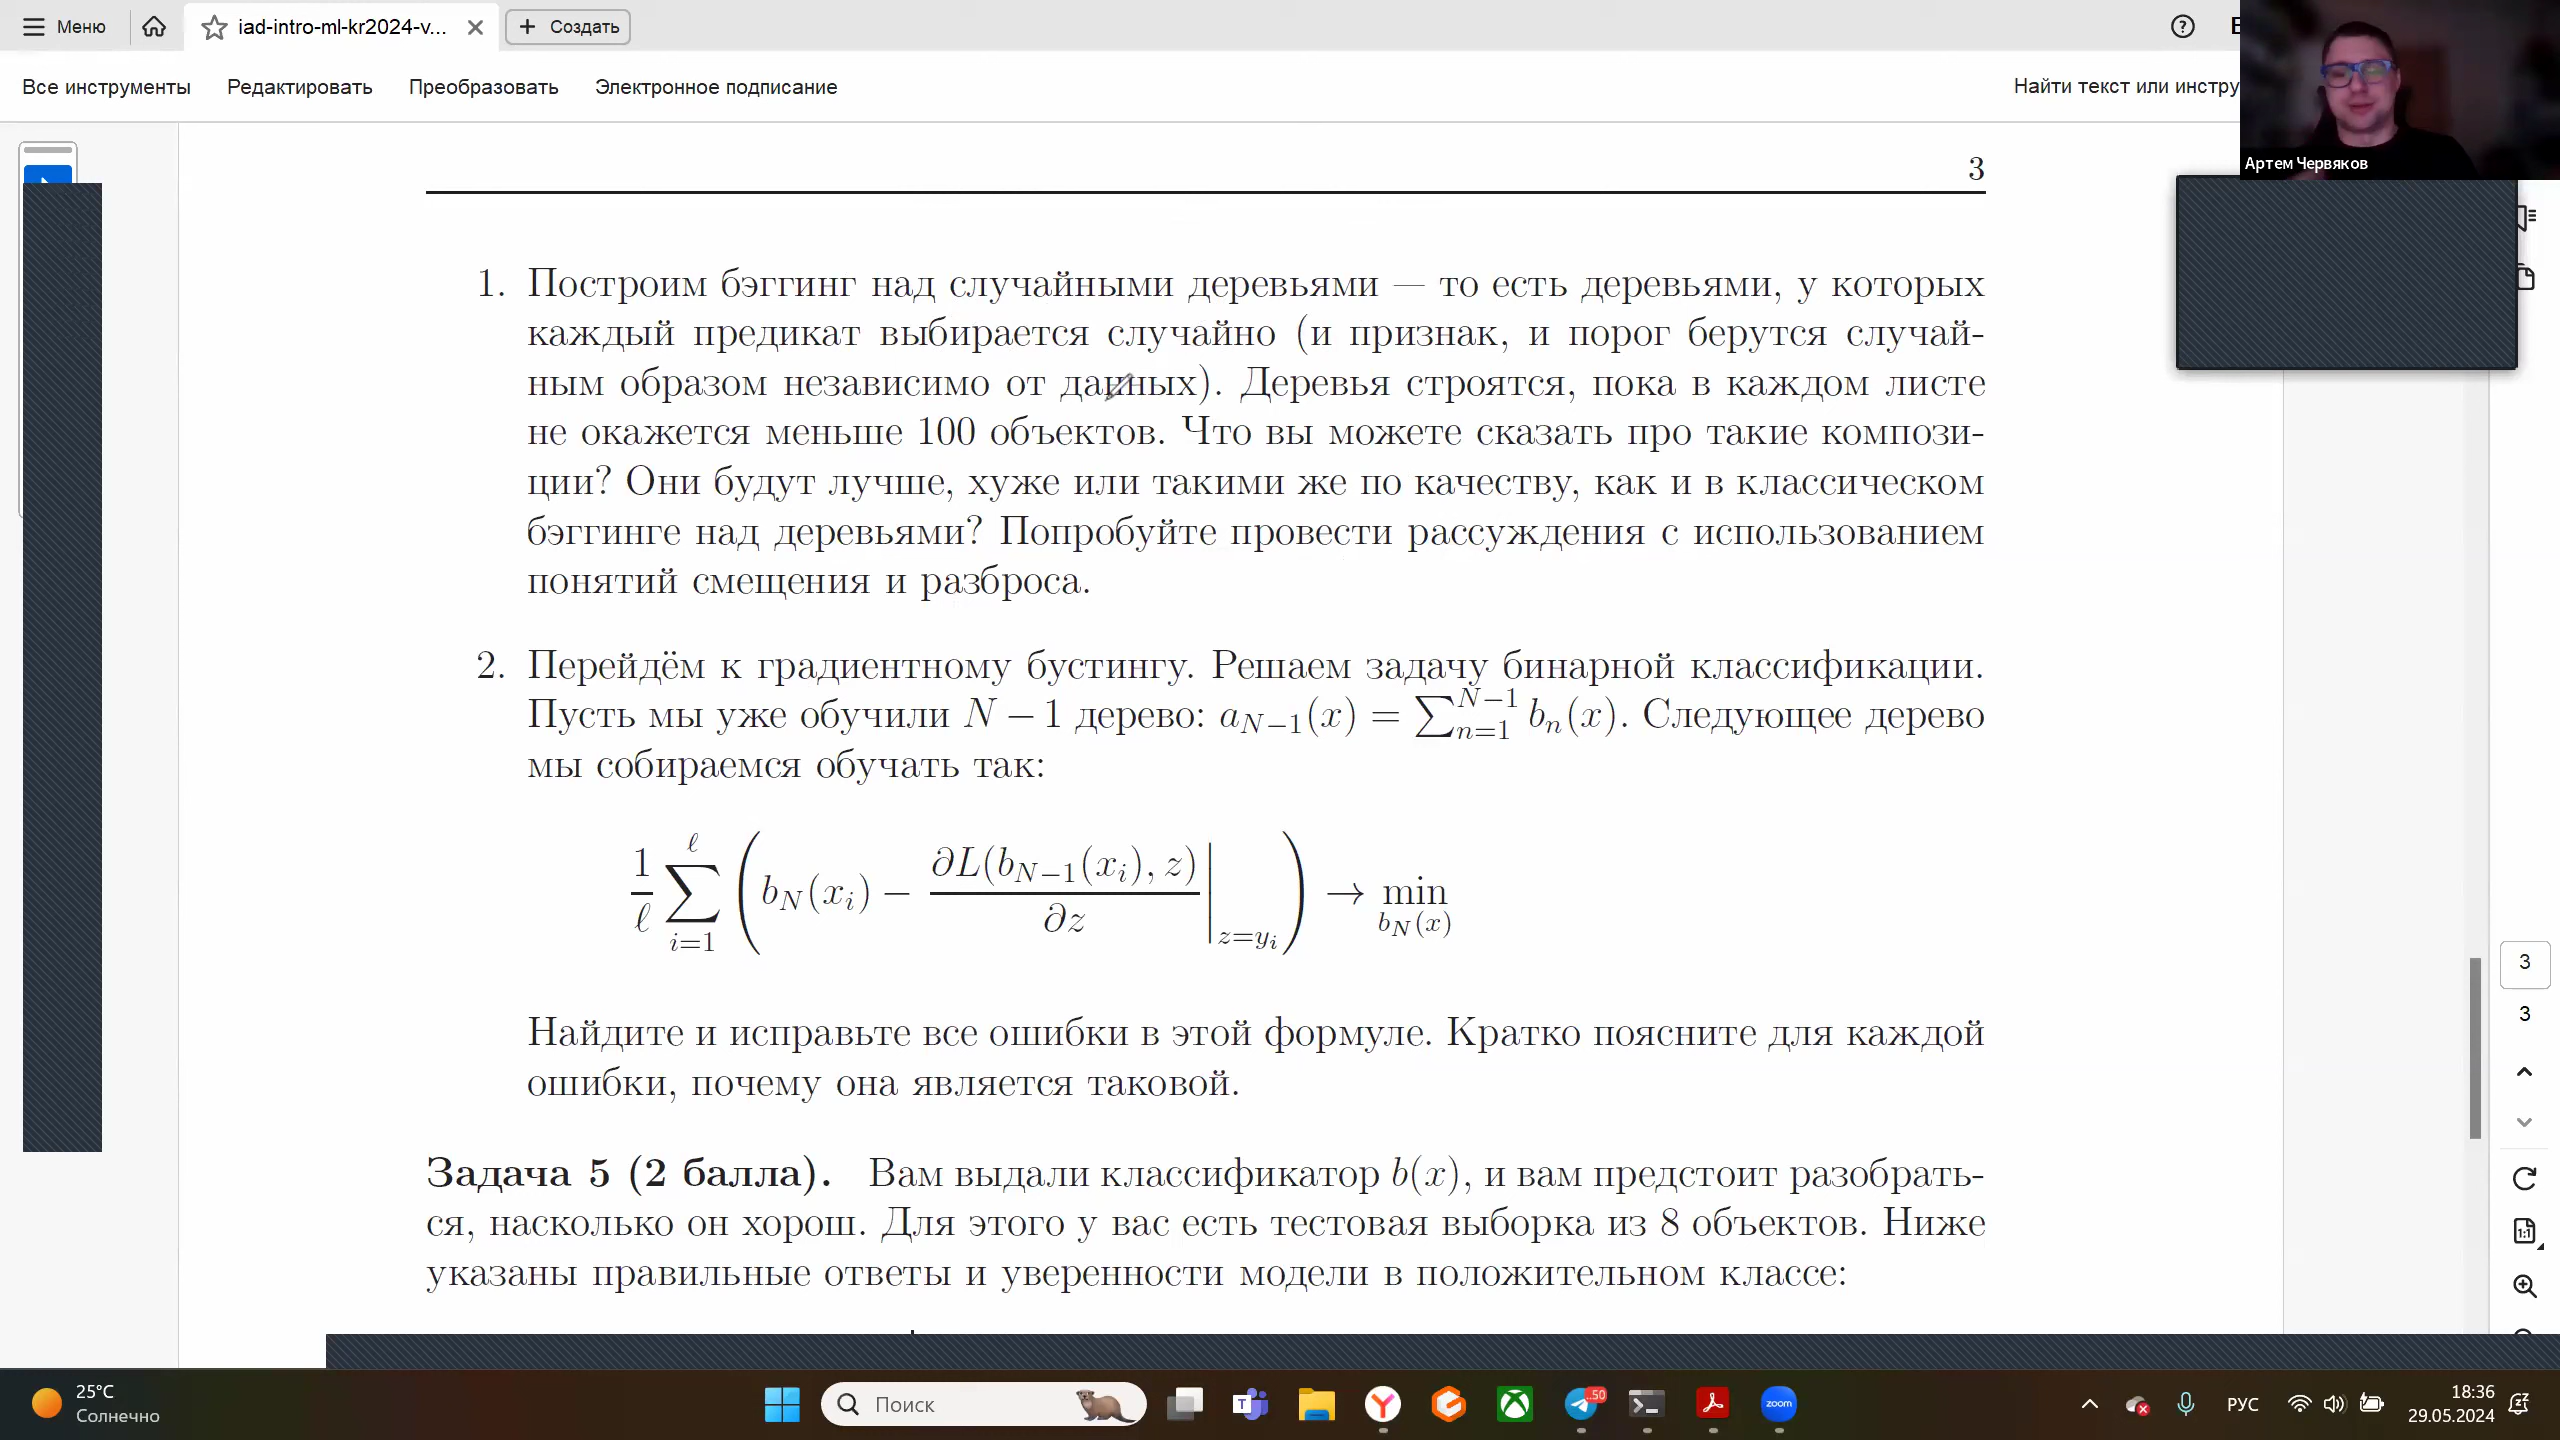 Меню
iad-intro-ml-kr2024-v...
Создать
Все инструменты
Редактировать
Преобразовать
Электронное подписание
Найти текст или инстру
Артем Червяков
3
1. Построим бэггинг над случайными деревьями — то есть деревьями, у которых
каждый предикат выбирается случайно (и признак, и порог берутся случай-
ным образом независимо от данных). Деревья строятся, пока в каждом листе
не окажется меньше 100 объектов. Что вы можете сказать про такие компози-
ции? Они будут лучше, хуже или такими же по качеству, как и в классическом
бэггинге над деревьями? Попробуйте провести рассуждения с использованием
понятий смещения и разброса.
2. Перейдём к градиентному бустингу. Решаем задачу бинарной классификации.
Пусть мы уже обучили N − 1 дерево: a_{N−1}(x) = ∑_{n=1}^{N−1} b_n(x). Следующее дерево
мы собираемся обучать так:
1/ℓ ∑_{i=1}^{ℓ} ( b_N(x_i) − ∂L(b_{N−1}(x_i), z)/∂z |_{z=y_i} ) → min_{b_N(x)}
Найдите и исправьте все ошибки в этой формуле. Кратко поясните для каждой
ошибки, почему она является таковой.
Задача 5 (2 балла). Вам выдали классификатор b(x), и вам предстоит разобрать-
ся, насколько он хорош. Для этого у вас есть тестовая выборка из 8 объектов. Ниже
указаны правильные ответы и уверенности модели в положительном классе:
3
3
1:1
25°C
Солнечно
Поиск
T
..50
zoom
РУС
18:36
29.05.2024